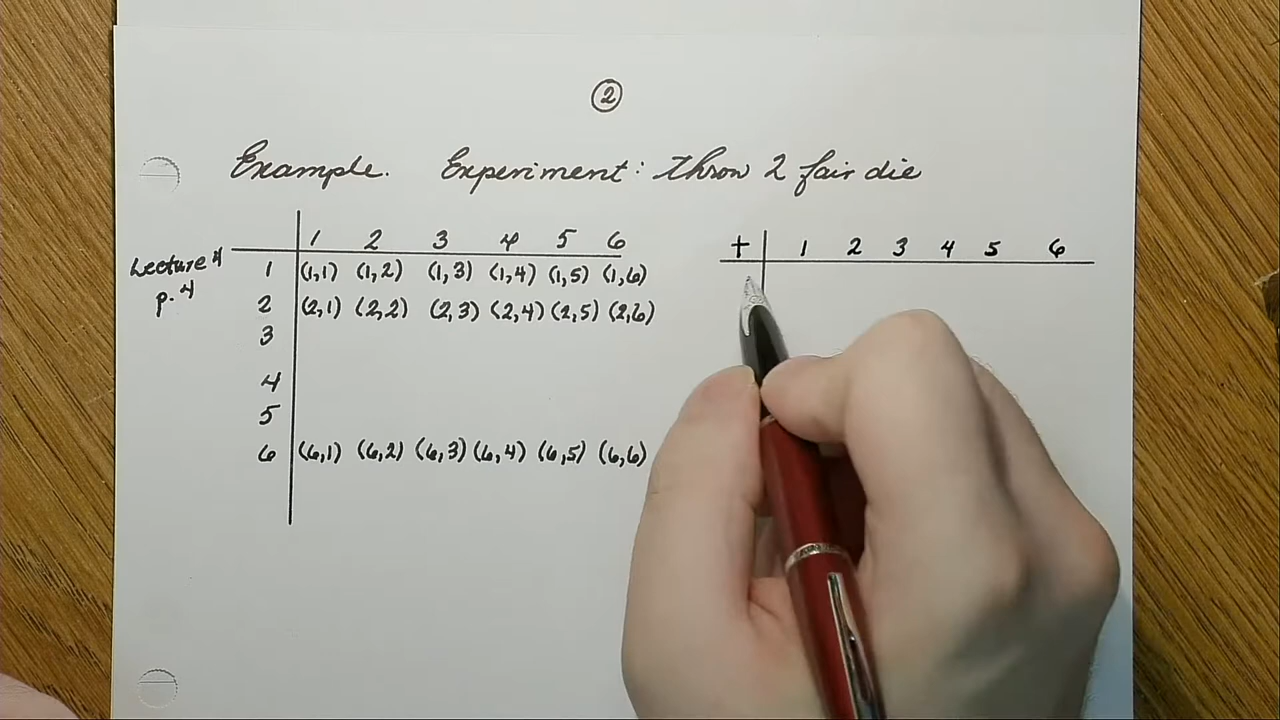 2
Example. Experiment: Throw 2 fair die
Lecture 4
p. 4
1 2 3 4 5 6
1 (1,1) (1,2) (1,3) (1,4) (1,5) (1,6)
2 (2,1) (2,2) (2,3) (2,4) (2,5) (2,6)
3
4
5
6 (6,1) (6,2) (6,3) (6,4) (6,5) (6,6)
+ 1 2 3 4 5 6